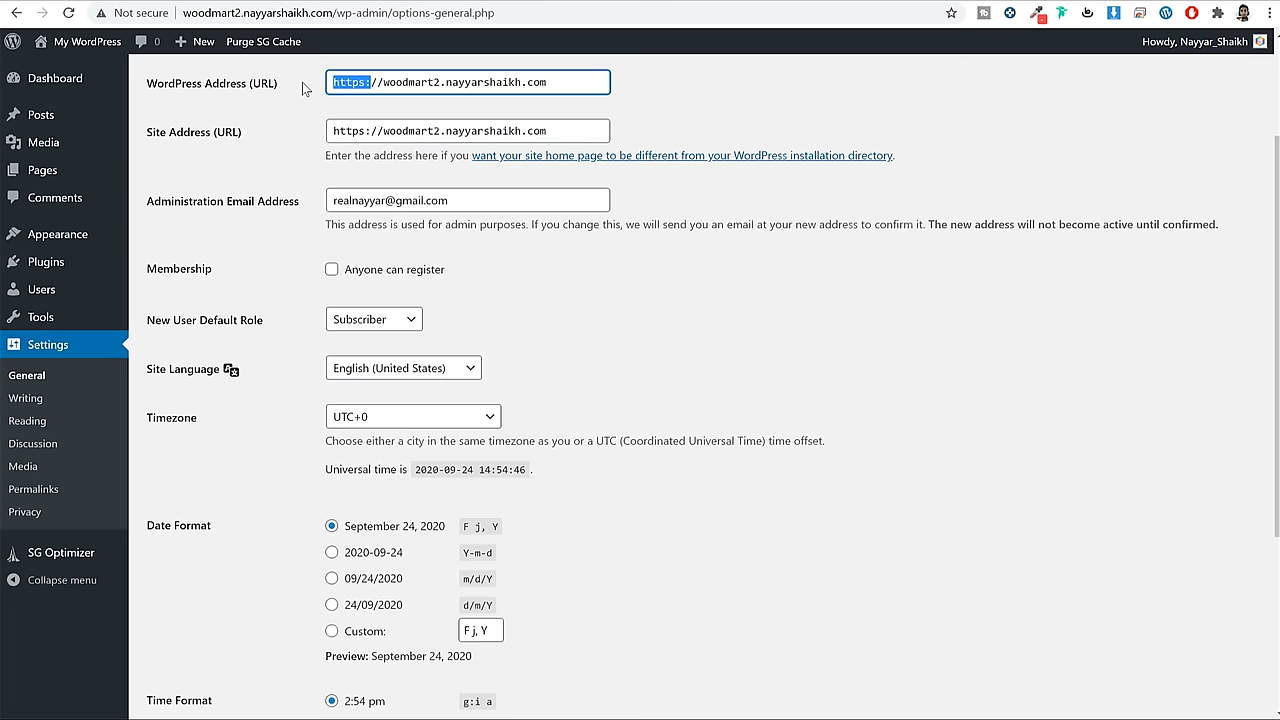 Not secure
woodmart2.nayyarshaikh.com/wp-admin/options-general.php
My WordPress
0
New
Purge SG Cache
Howdy, Nayyar_Shaikh
Dashboard
Posts
Media
Pages
Comments
Appearance
Plugins
Users
Tools
Settings
General
Writing
Reading
Discussion
Media
Permalinks
Privacy
SG Optimizer
Collapse menu
WordPress Address (URL)
https://woodmart2.nayyarshaikh.com
Site Address (URL)
https://woodmart2.nayyarshaikh.com
Enter the address here if you want your site home page to be different from your WordPress installation directory.
Administration Email Address
realnayyar@gmail.com
This address is used for admin purposes. If you change this, we will send you an email at your new address to confirm it. The new address will not become active until confirmed.
Membership
Anyone can register
New User Default Role
Subscriber
Site Language
English (United States)
Timezone
UTC+0
Choose either a city in the same timezone as you or a UTC (Coordinated Universal Time) time offset.
Universal time is 2020-09-24 14:54:46 .
Date Format
September 24, 2020 F j, Y
2020-09-24 Y-m-d
09/24/2020 m/d/Y
24/09/2020 d/m/Y
Custom: F j, Y
Preview: September 24, 2020
Time Format
2:54 pm g:i a